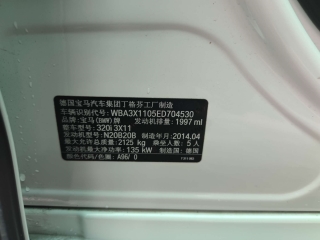 德国宝马汽车集团丁格芬工厂制造
车辆识别代号: WBA3X1105ED704530
品牌: 宝马(BMW)牌 发动机排量: 1997 ml
整车型号: 320i 3X11
发动机型号: N20B20B 制造年月: 2014.04
最大允许总质量: 2125 kg 乘坐人数: 5 人
发动机最大净功率: 135 kW 制造国: 德国
颜色代号/色号: A96/ 0